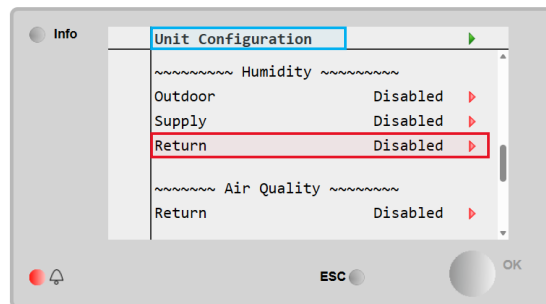 Info
Unit Configuration
~~~~~~~~~ Humidity ~~~~~~~~~
Outdoor Disabled
Supply Disabled
Return Disabled
~~~~~~~ Air Quality ~~~~~~~~
Return Disabled
ESC
OK